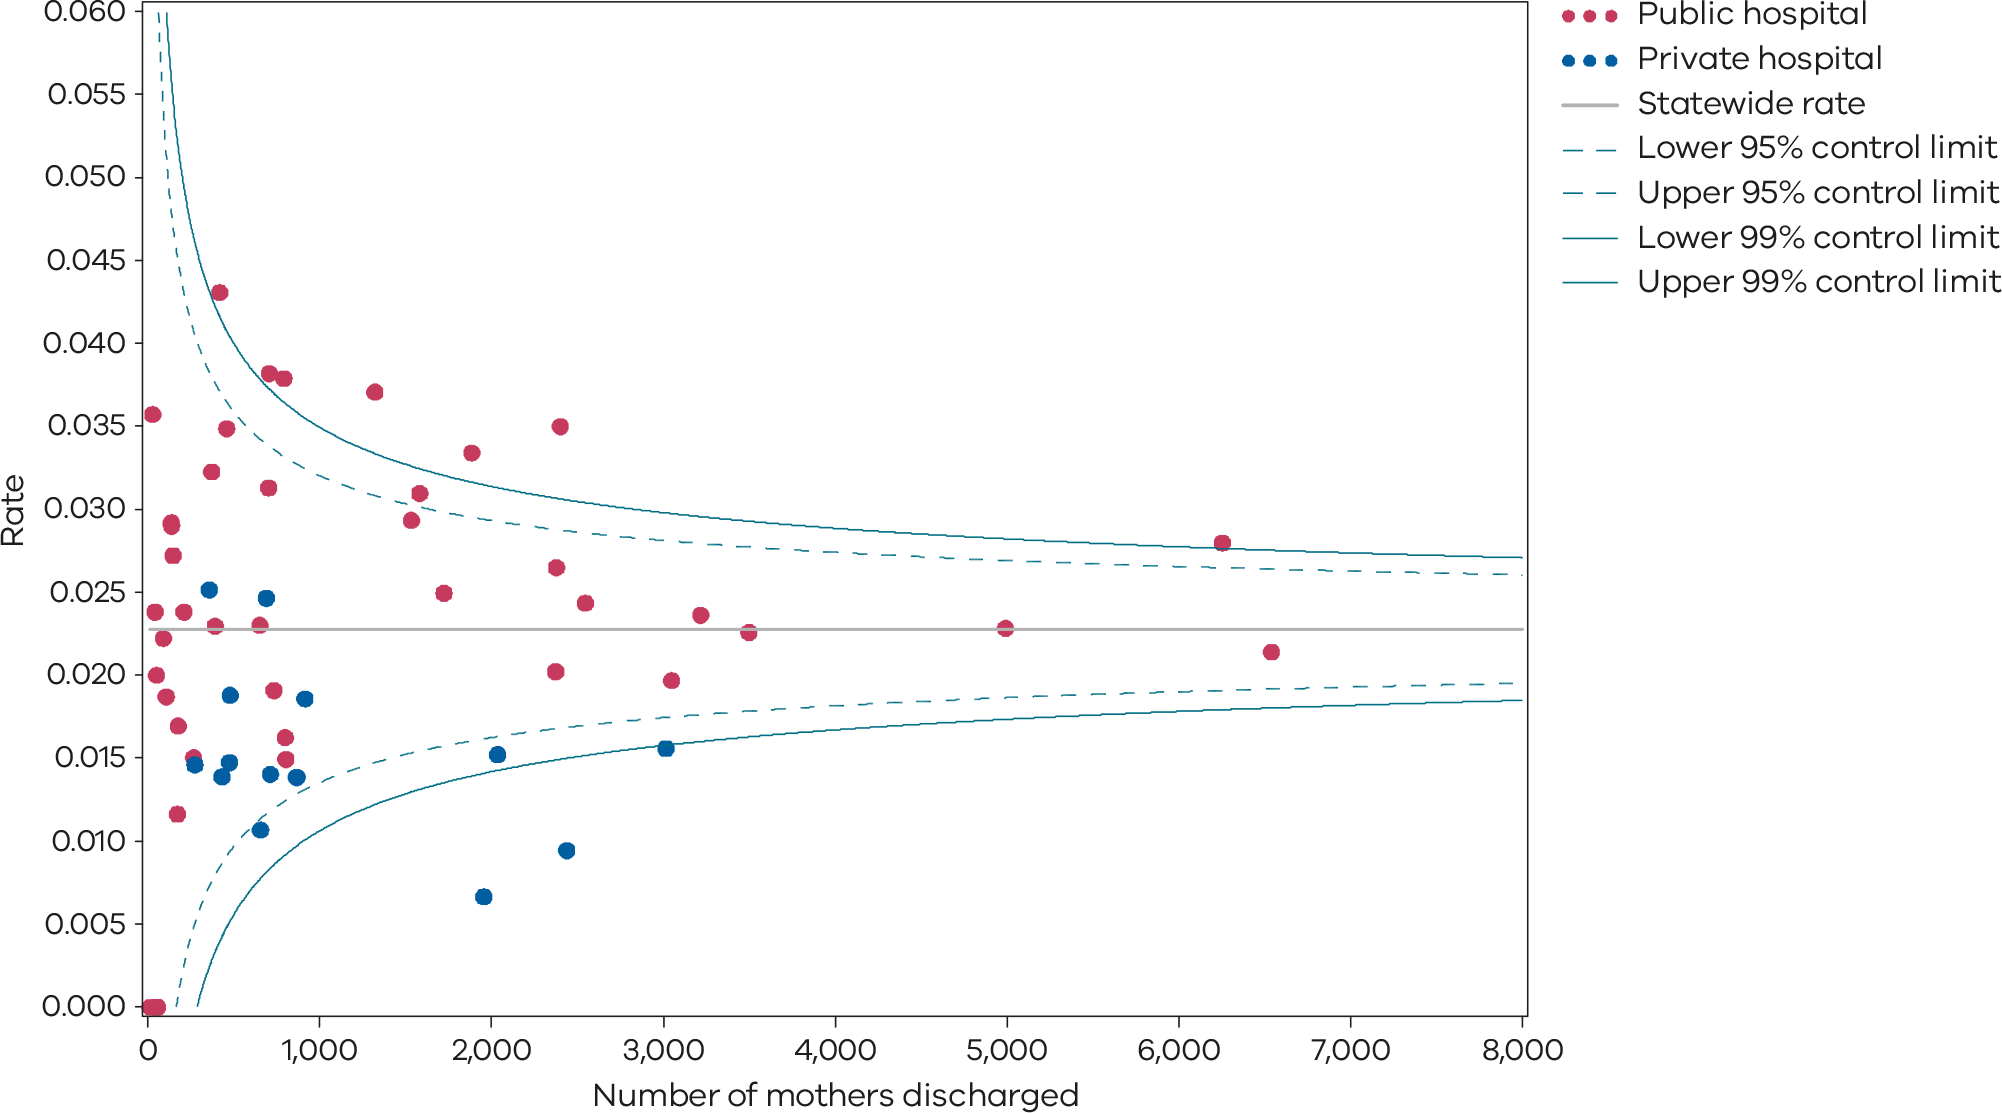 0.060
0.055
0.050
0.045
0.040
0.035
0.030
0.025
0.020
0.015
0.010
0.005
0.000
Rate
0 1,000 2,000 3,000 4,000 5,000 6,000 7,000 8,000
Number of mothers discharged
Public hospital
Private hospital
Statewide rate
Lower 95% control limit
Upper 95% control limit
Lower 99% control limit
Upper 99% control limit